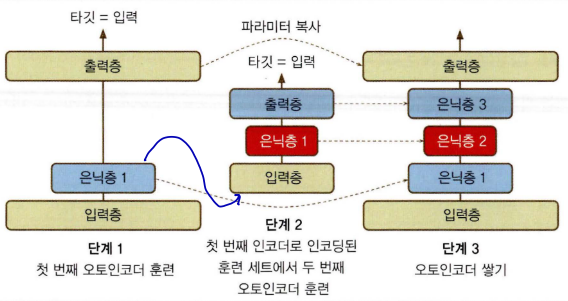 타깃 = 입력
출력층
은닉층 1
입력층
단계 1
첫 번째 오토인코더 훈련
파라미터 복사
타깃 = 입력
출력층
은닉층 1
입력층
단계 2
첫 번째 인코더로 인코딩된
훈련 세트에서 두 번째
오토인코더 훈련
출력층
은닉층 3
은닉층 2
은닉층 1
입력층
단계 3
오토인코더 쌓기